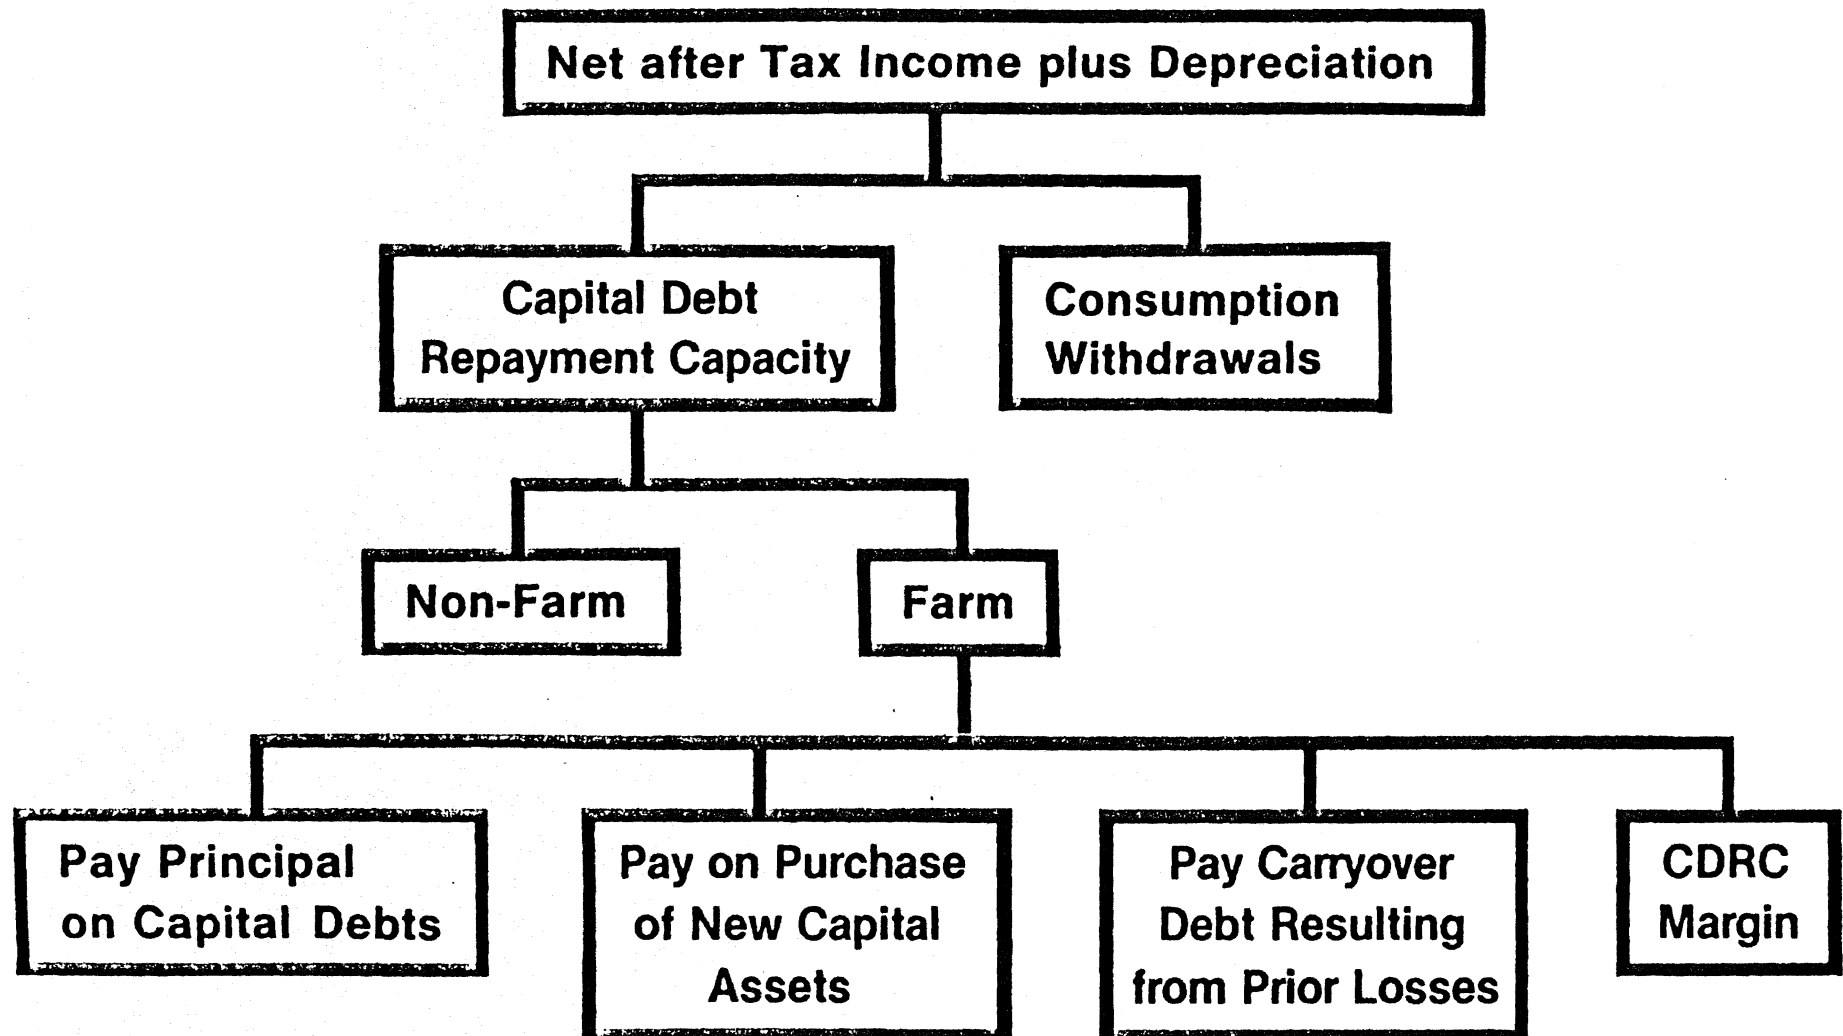 Net after Tax Income plus Depreciation
Capital Debt
Repayment Capacity
Consumption
Withdrawals
Non-Farm
Farm
Pay Principal
on Capital Debts
Pay on Purchase
of New Capital
Assets
Pay Carryover
Debt Resulting
from Prior Losses
CDRC
Margin